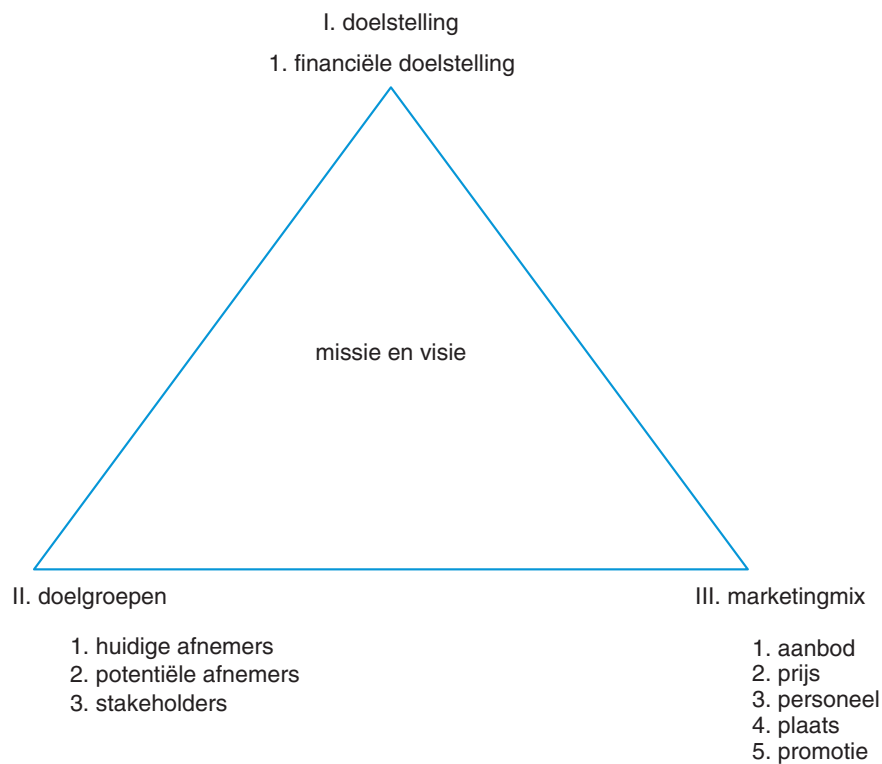 I. doelstelling
1. financiële doelstelling
missie en visie
II. doelgroepen
1. huidige afnemers
2. potentiële afnemers
3. stakeholders
III. marketingmix
1. aanbod
2. prijs
3. personeel
4. plaats
5. promotie